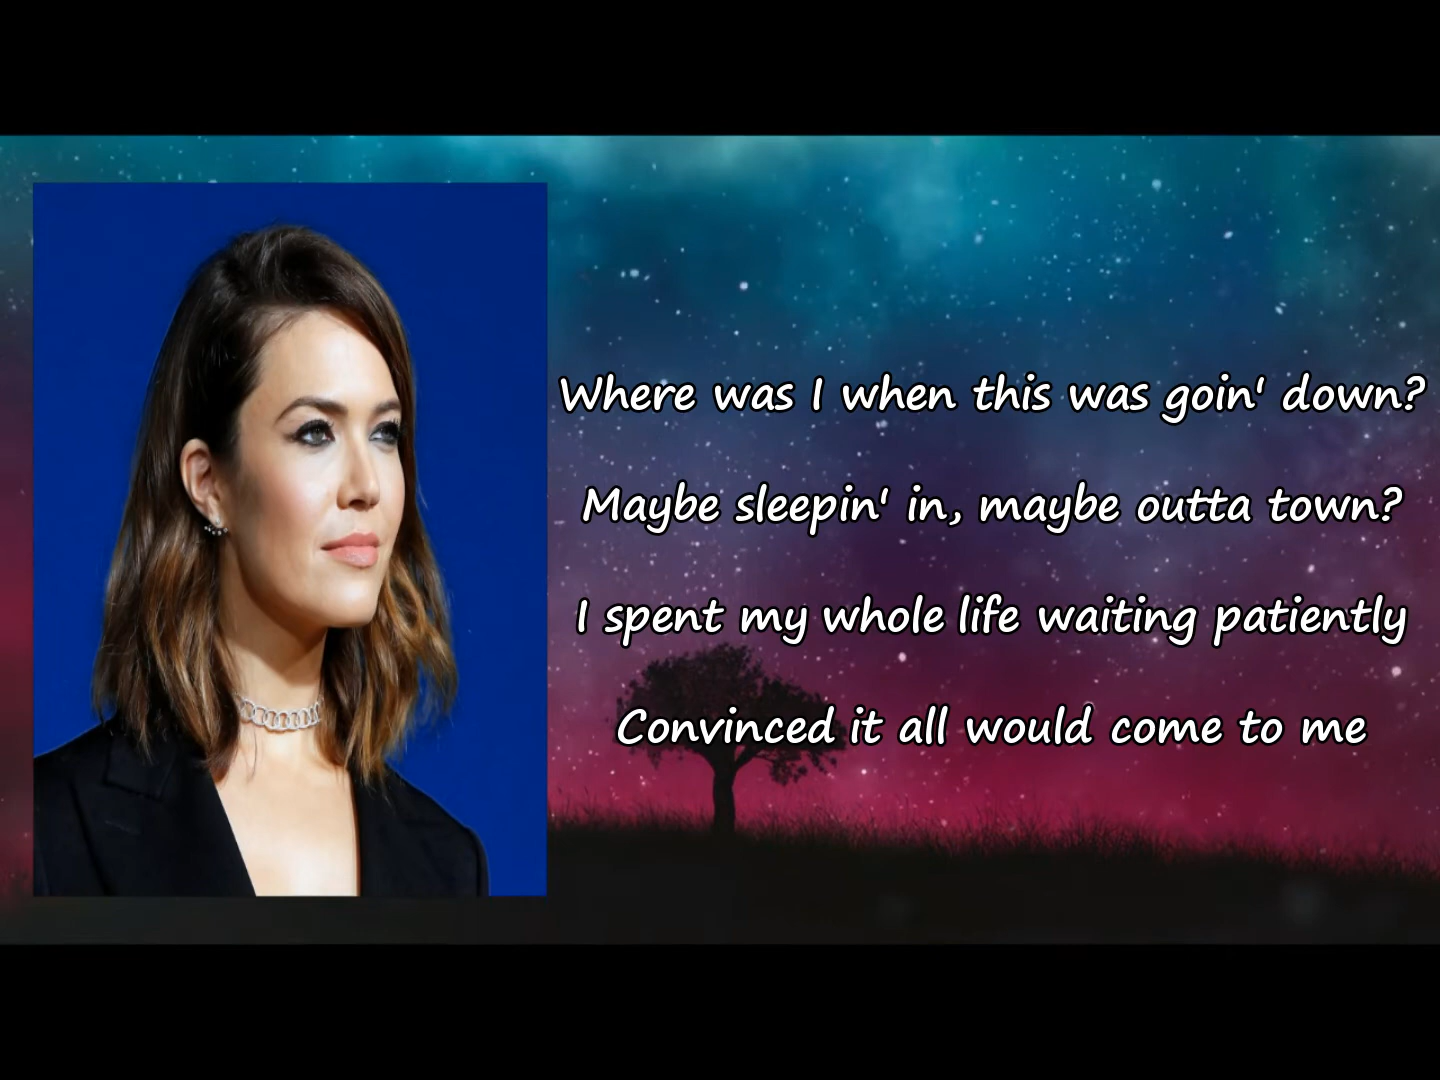 Where was I when this was goin' down?
Maybe sleepin' in, maybe outta town?
I spent my whole life waiting patiently
Convinced it all would come to me